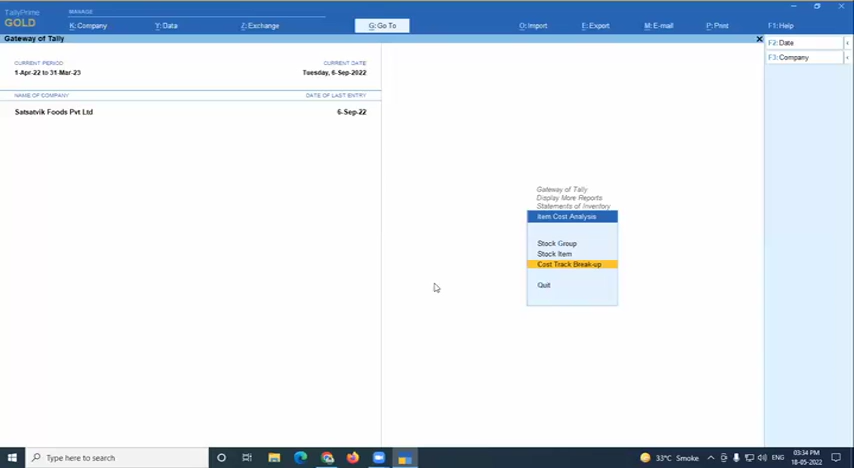 TallyPrime
GOLD
MANAGE
K: Company
Y: Data
Z: Exchange
G: Go To
O: Import
E: Export
M: E-mail
P: Print
F1: Help
Gateway of Tally
F2: Date
F3: Company
CURRENT PERIOD
CURRENT DATE
1-Apr-22 to 31-Mar-23
Tuesday, 6-Sep-2022
NAME OF COMPANY
DATE OF LAST ENTRY
Satsatvik Foods Pvt Ltd
6-Sep-22
Gateway of Tally
Display More Reports
Statements of Inventory
Item Cost Analysis
Stock Group
Stock Item
Cost Track Break-up
Quit
Type here to search
33°C Smoke
ENG
03:34 PM
18-05-2022